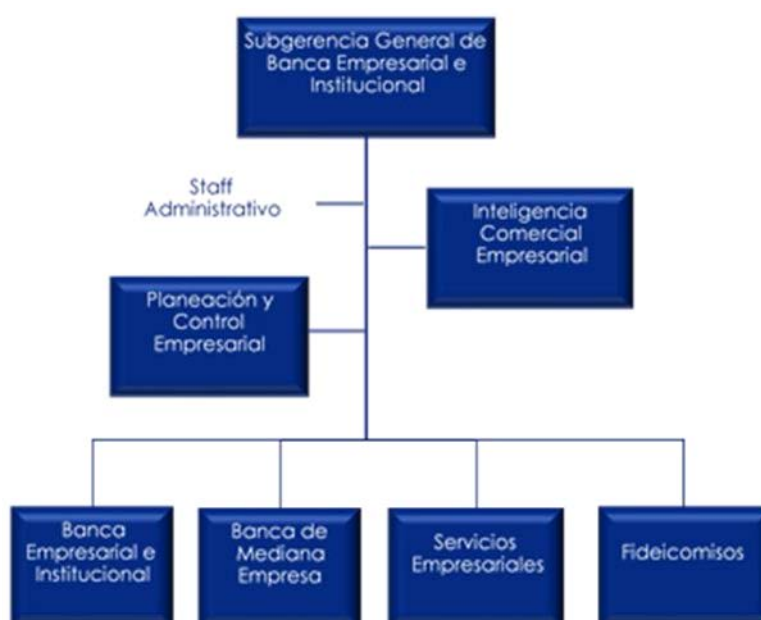 Subgerencia General de
Banca Empresarial e
Institucional
Staff
Administrativo
Inteligencia
Comercial
Empresarial
Planeación y
Control
Empresarial
Banca
Empresarial e
Institucional
Banca de
Mediana
Empresa
Servicios
Empresariales
Fideicomisos